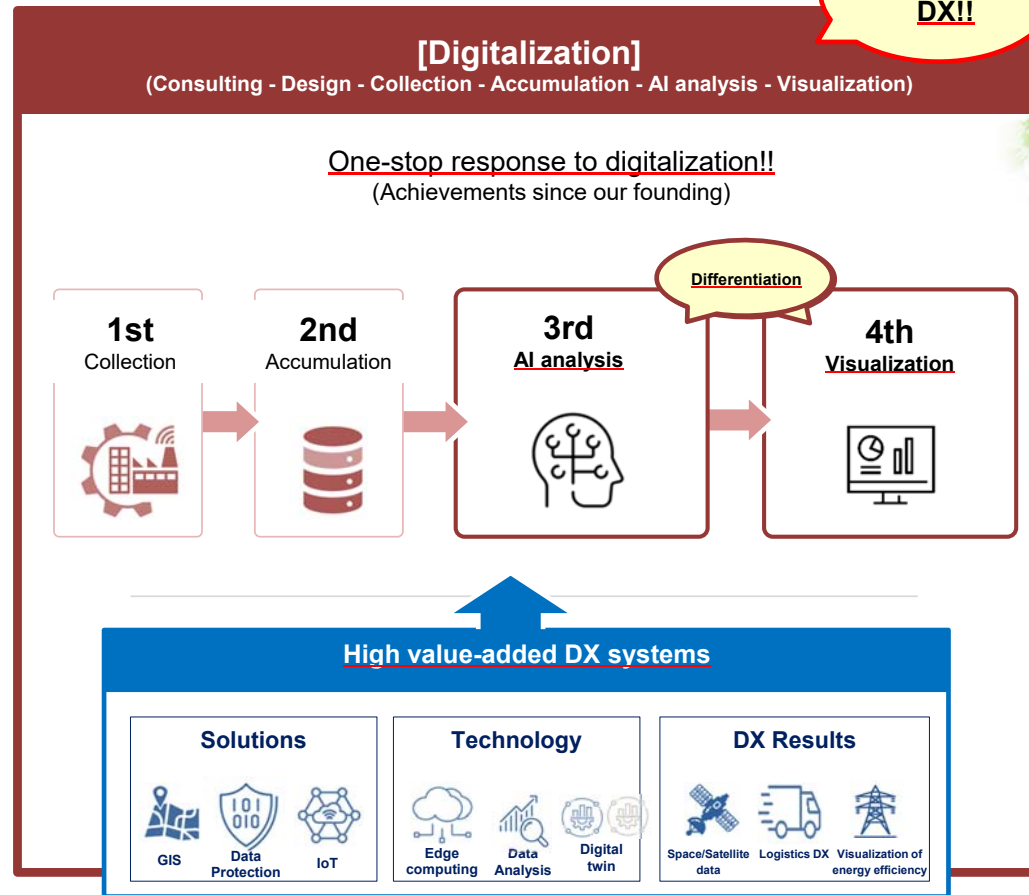 DX!!
[Digitalization]
(Consulting - Design - Collection - Accumulation - AI analysis - Visualization)
One-stop response to digitalization!!
(Achievements since our founding)
Differentiation
1st
Collection
2nd
Accumulation
3rd
AI analysis
4th
Visualization
High value-added DX systems
Solutions
GIS
Data
Protection
IoT
Technology
Edge
computing
Data
Analysis
Digital
twin
DX Results
Space/Satellite
data
Logistics DX
Visualization of
energy efficiency